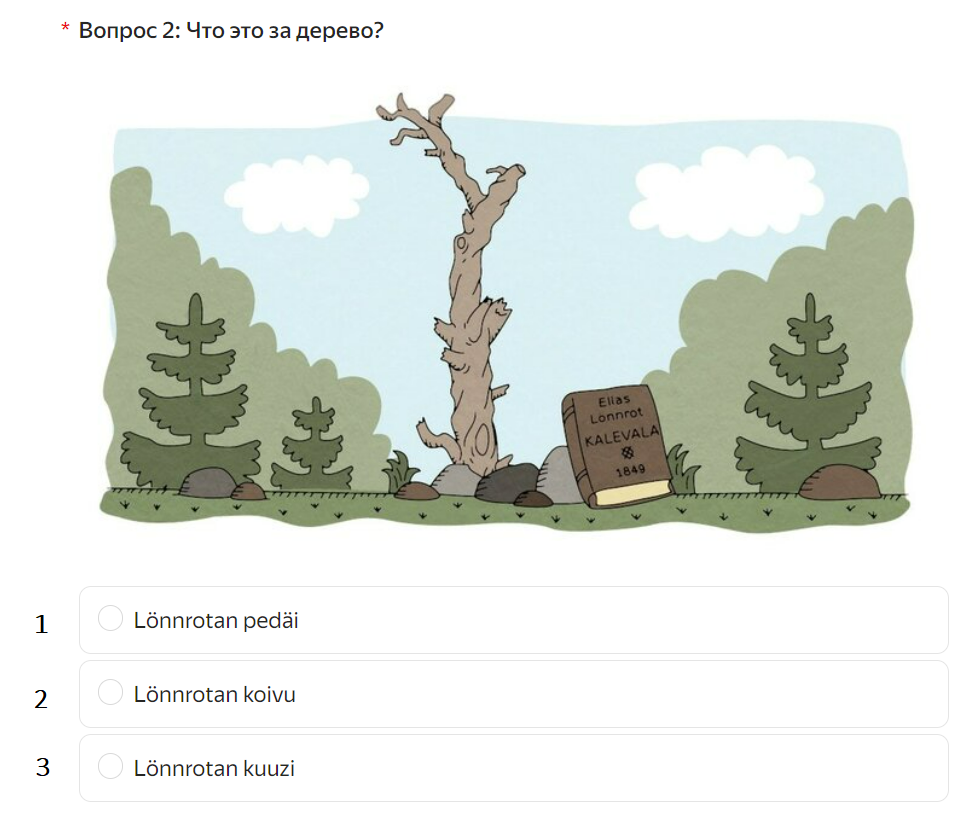 * Вопрос 2: Что это за дерево?
Elias
Lönnrot
KALEVALA
1849
1 Lönnrotan pedäi
2 Lönnrotan koivu
3 Lönnrotan kuuzi